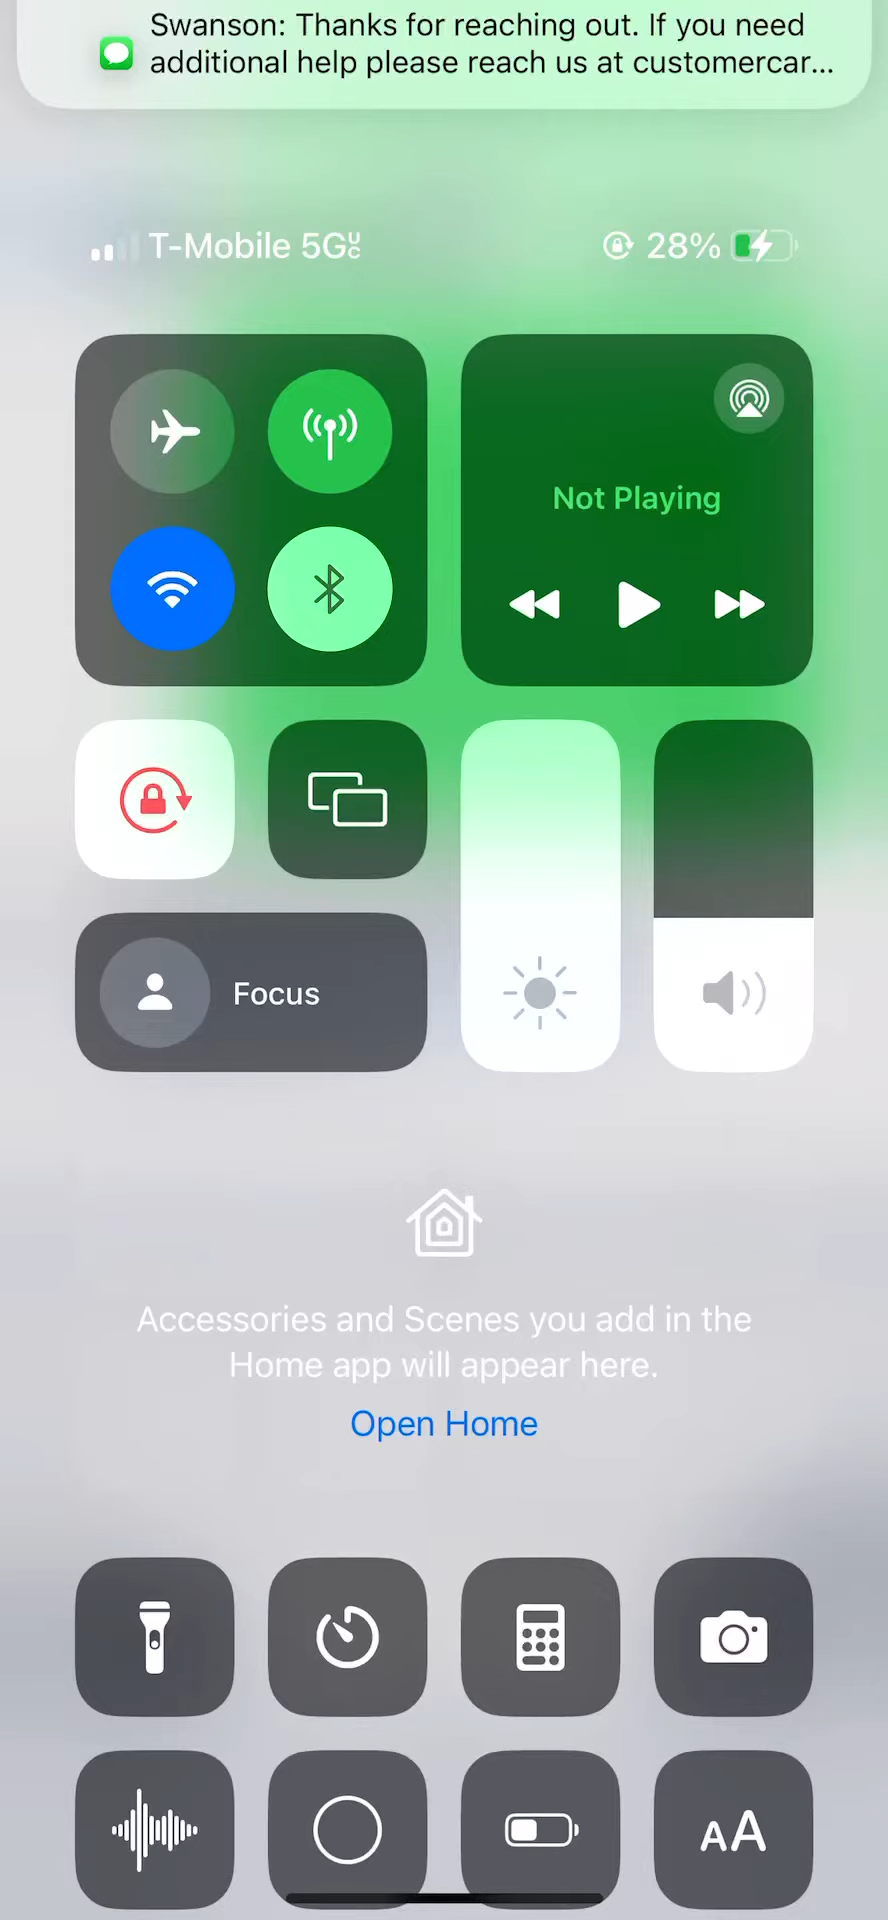 Swanson: Thanks for reaching out. If you need
additional help please reach us at customercar...
T-Mobile 5GUC
28%
Not Playing
Focus
Accessories and Scenes you add in the
Home app will appear here.
Open Home
AA